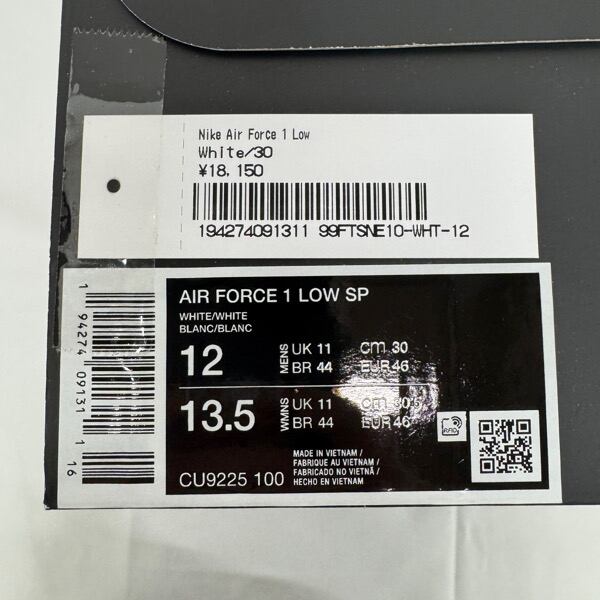 Nike Air Force 1 Low
White/30
¥18,150
194274091311 99FTSNE10-WHT-12
AIR FORCE 1 LOW SP
WHITE/WHITE
BLANC/BLANC
12
MENS
UK 11 cm 30
BR 44 EUR 46
13.5
WMNS
UK 11 cm 30.5
BR 44 EUR 46
CU9225 100
MADE IN VIETNAM /
FABRIQUE AU VIETNAM /
FABRICADO NO VIETNÃ /
HECHO EN VIETNAM
1 94274 09131 1
16